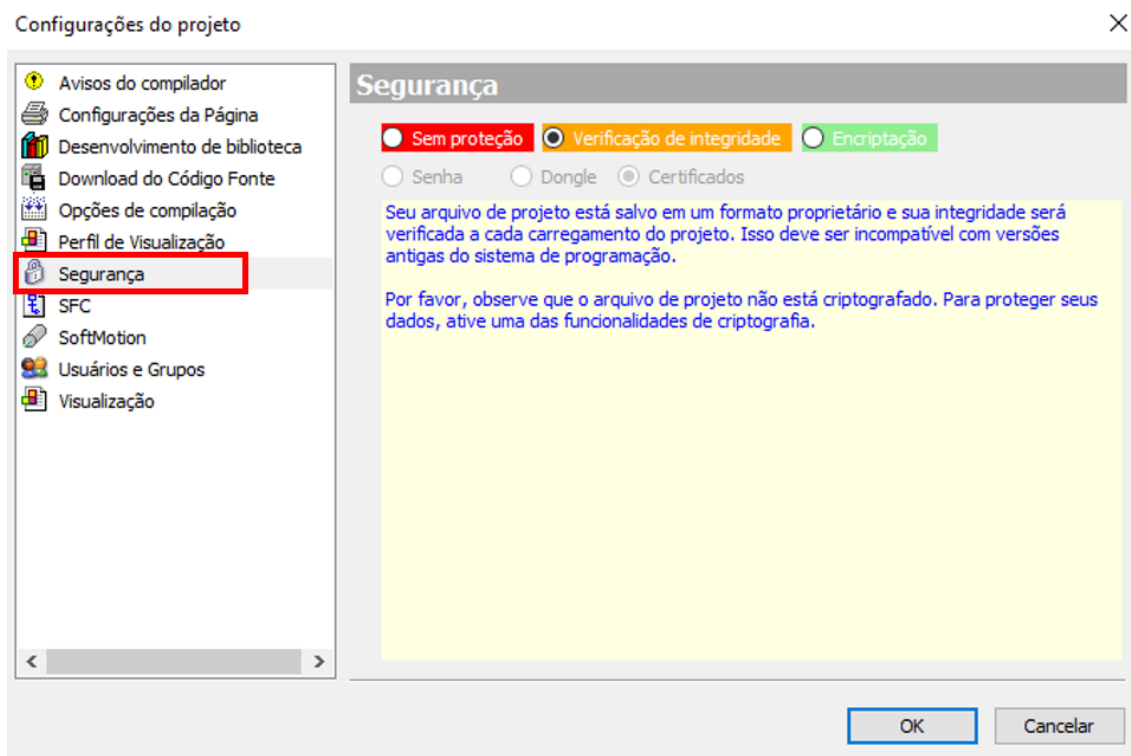 Configurações do projeto
Avisos do compilador
Configurações da Página
Desenvolvimento de biblioteca
Download do Código Fonte
Opções de compilação
Perfil de Visualização
Segurança
SFC
SoftMotion
Usuários e Grupos
Visualização
Segurança
Sem proteção Verificação de integridade Encriptação
Senha Dongle Certificados
Seu arquivo de projeto está salvo em um formato proprietário e sua integridade será
verificada a cada carregamento do projeto. Isso deve ser incompatível com versões
antigas do sistema de programação.
Por favor, observe que o arquivo de projeto não está criptografado. Para proteger seus
dados, ative uma das funcionalidades de criptografia.
OK Cancelar